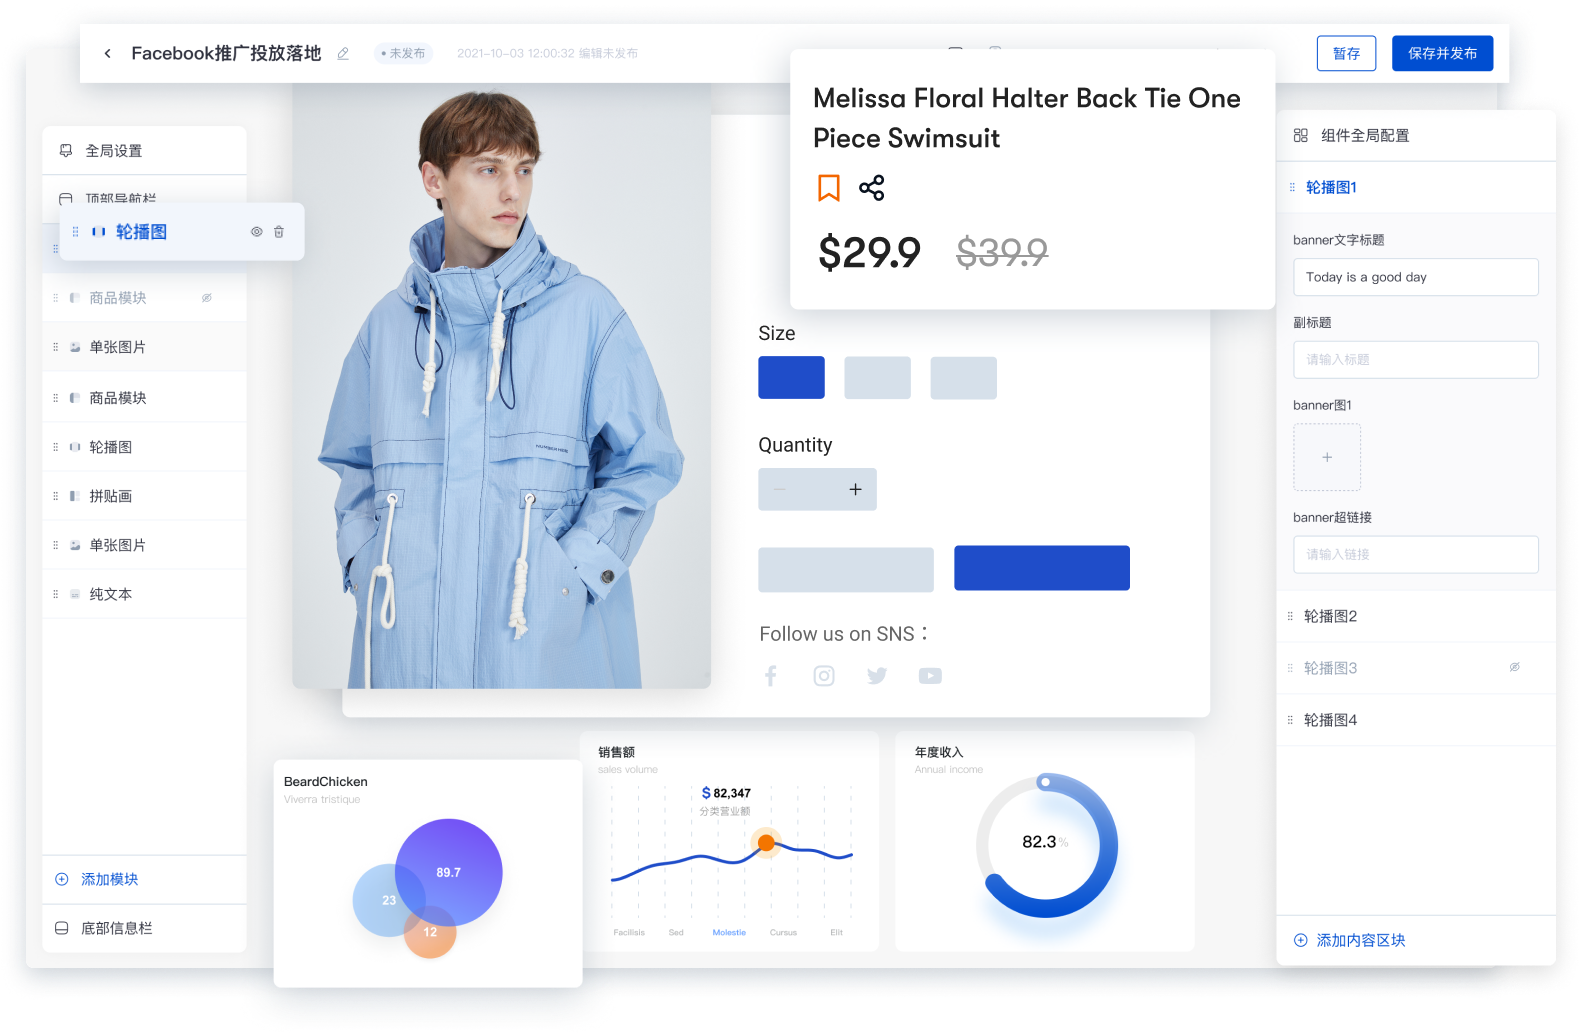 Facebook推广投放落地
未发布
2021-10-03 12:00:32 编辑未发布
暂存
保存并发布
全局设置
顶部导航栏
轮播图
商品模块
单张图片
商品模块
轮播图
拼贴画
单张图片
纯文本
添加模块
底部信息栏
Melissa Floral Halter Back Tie One
Piece Swimsuit
$29.9
$39.9
Size
Quantity
Follow us on SNS：
组件全局配置
轮播图1
banner文字标题
Today is a good day
副标题
请输入标题
banner图1
banner超链接
请输入链接
轮播图2
轮播图3
轮播图4
添加内容区块
BeardChicken
Viverra tristique
89.7
23
12
销售额
sales volume
$ 82,347
分类营业额
Facilisis
Sed
Molestie
Cursus
Elit
年度收入
Annual income
82.3%